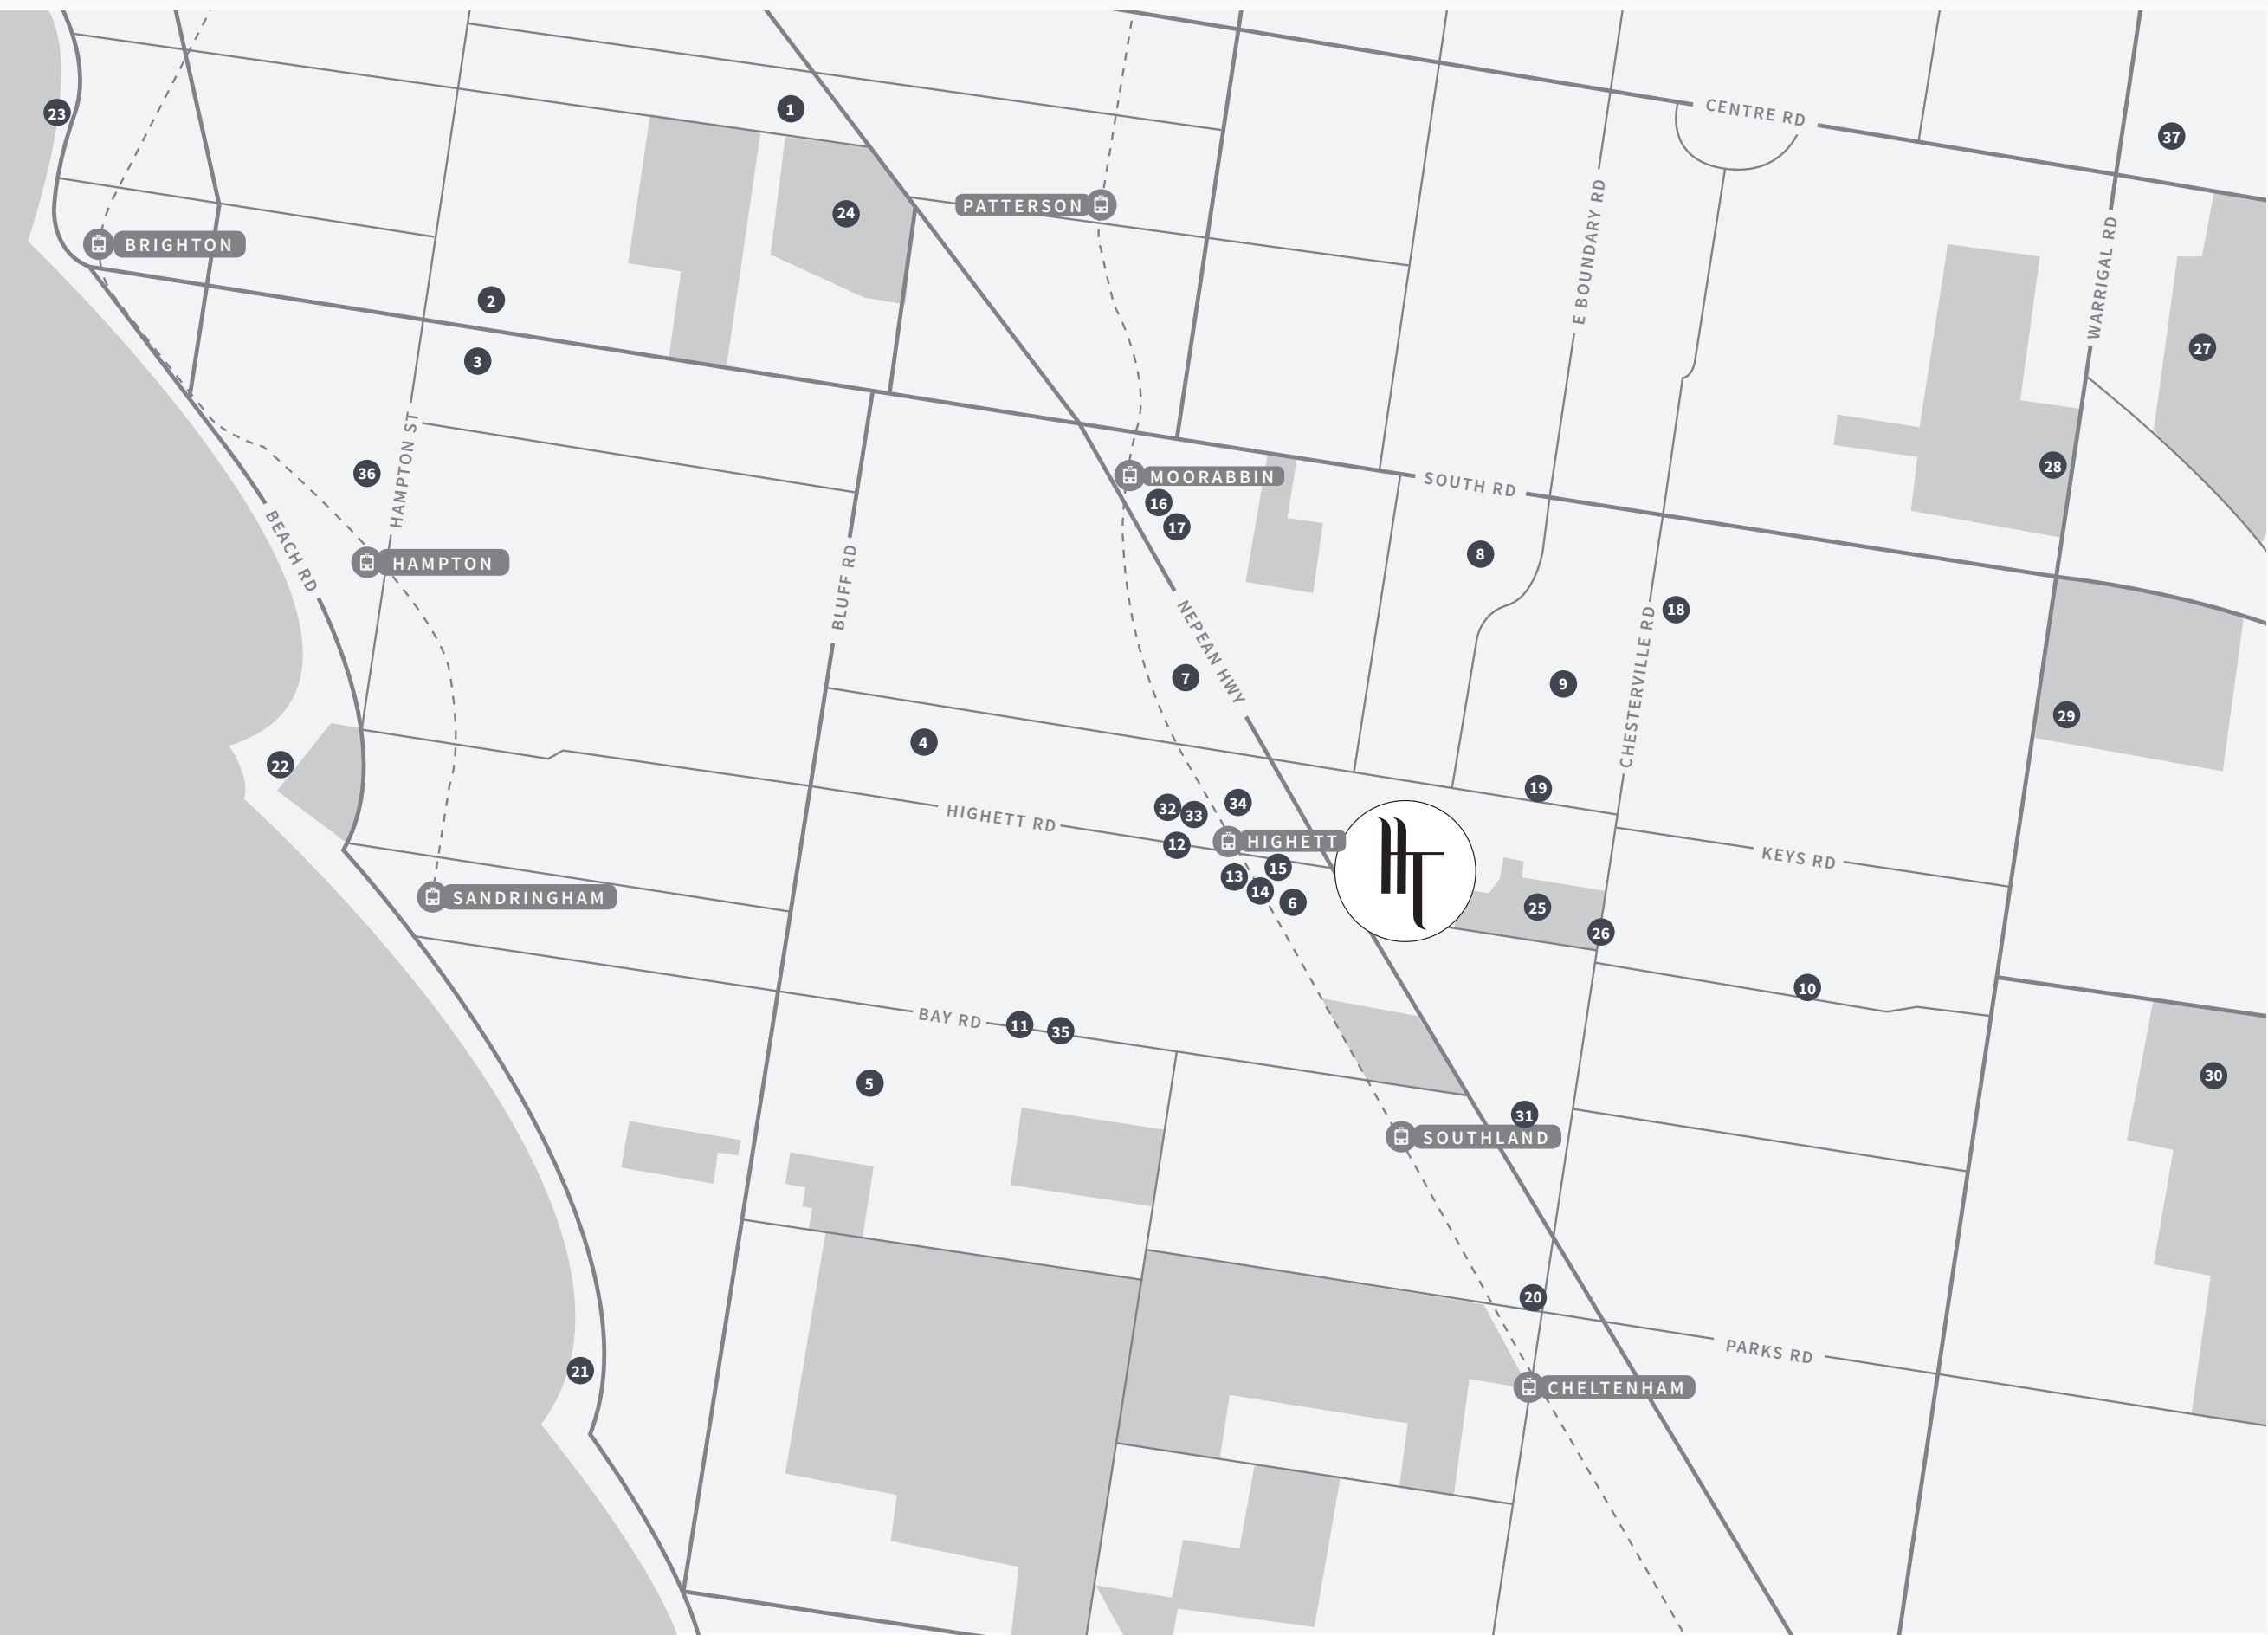 CENTRE RD
23
1
37
24
PATTERSON
E BOUNDARY RD
WARRIGAL RD
BRIGHTON
2
3
27
36
HAMPTON ST
28
MOORABBIN
SOUTH RD
16
17
BEACH RD
HAMPTON
BLUFF RD
8
NEPEAN HWY
18
7
9
CHESTERVILLE RD
29
4
22
19
32
33
34
HIGHETT RD
12
HIGHETT
HT
KEYS RD
15
13
14
6
25
26
SANDRINGHAM
10
BAY RD
11
35
5
30
31
SOUTHLAND
20
PARKS RD
21
CHELTENHAM